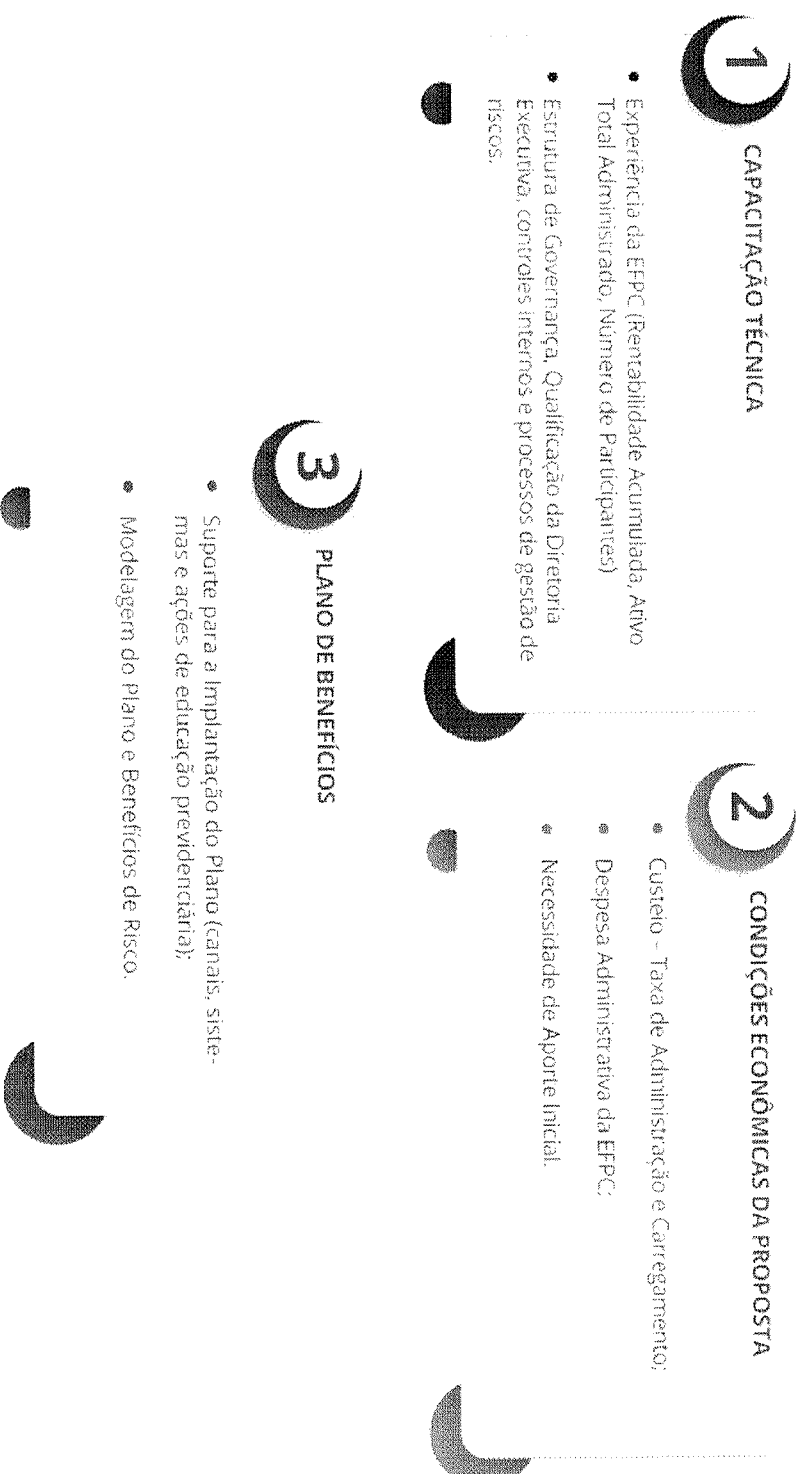 1
CAPACITAÇÃO TÉCNICA
• Experiência da EFPC (Rentabilidade Acumulada, Ativo
Total Administrado, Número de Participantes)
• Estrutura de Governança, Qualificação da Diretoria
Executiva, controles internos e processos de gestão de
riscos.
2
CONDIÇÕES ECONÔMICAS DA PROPOSTA
• Custeio - Taxa de Administração e Carregamento;
• Despesa Administrativa da EFPC;
• Necessidade de Aporte Inicial.
3
PLANO DE BENEFÍCIOS
• Suporte para a Implantação do Plano (canais, siste-
mas e ações de educação previdenciária);
• Modelagem do Plano e Benefícios de Risco.